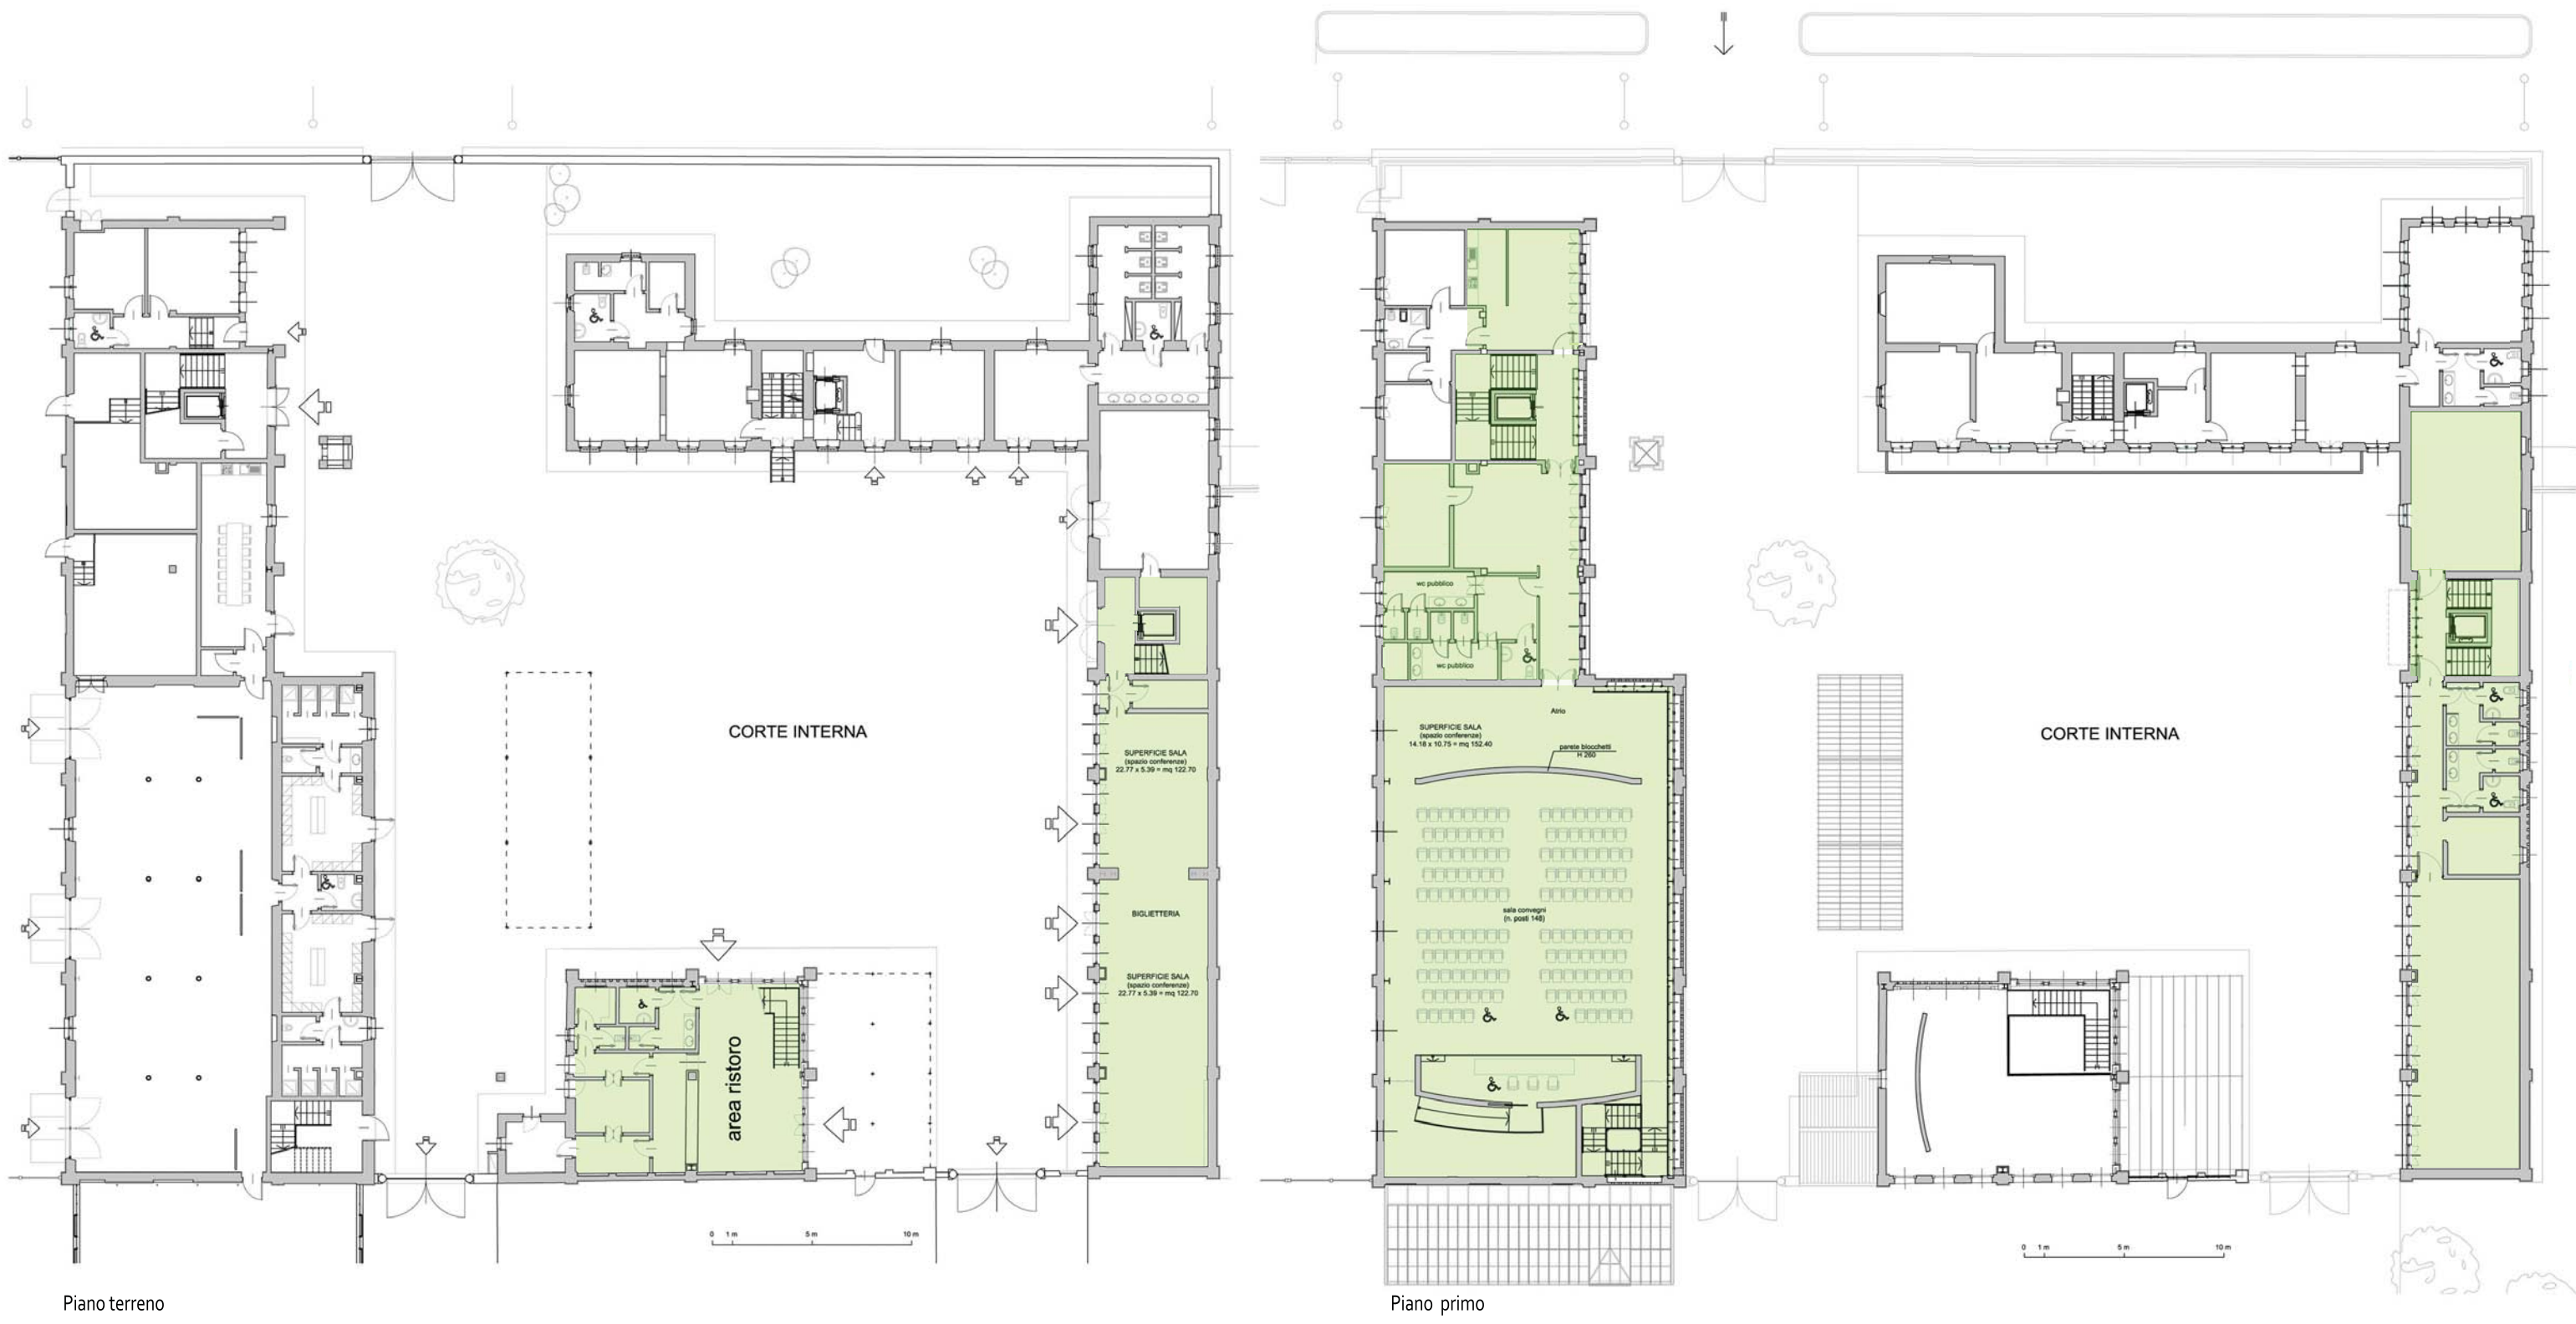 CORTE INTERNA
SUPERFICIE SALA
(spazio conferenze)
22.77 x 5.39 = mq 122.70
BIGLIETTERIA
SUPERFICIE SALA
(spazio conferenze)
22.77 x 5.39 = mq 122.70
area ristoro
0 1 m 5 m 10 m
Piano terreno
wc pubblico
wc pubblico
Atrio
SUPERFICIE SALA
(spazio conferenze)
14.18 x 10.75 = mq 152.40
parete blocchetti
H 260
sala convegni
(n. posti 148)
CORTE INTERNA
0 1 m 5 m 10 m
Piano primo